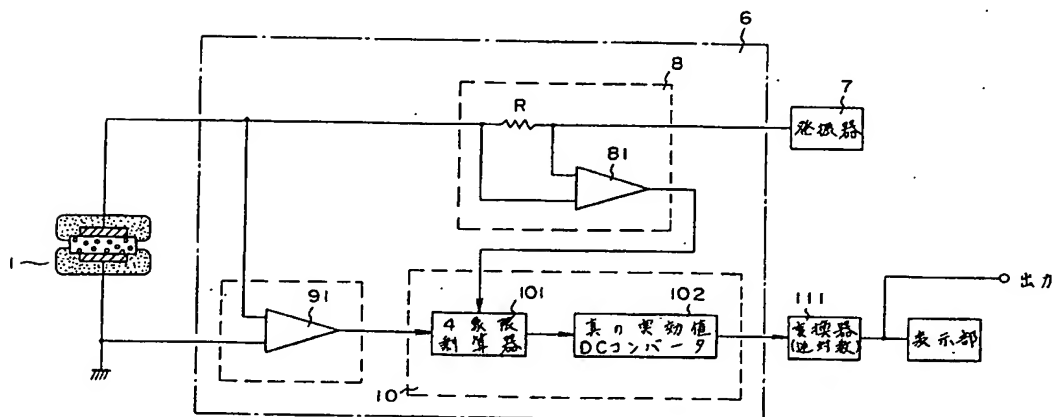 6
8
7
発振器
R
81
1
出力
91
101
102
111
4象限
割算器
真の実効値
DCコンバータ
変換器
(逆対数)
表示部
10